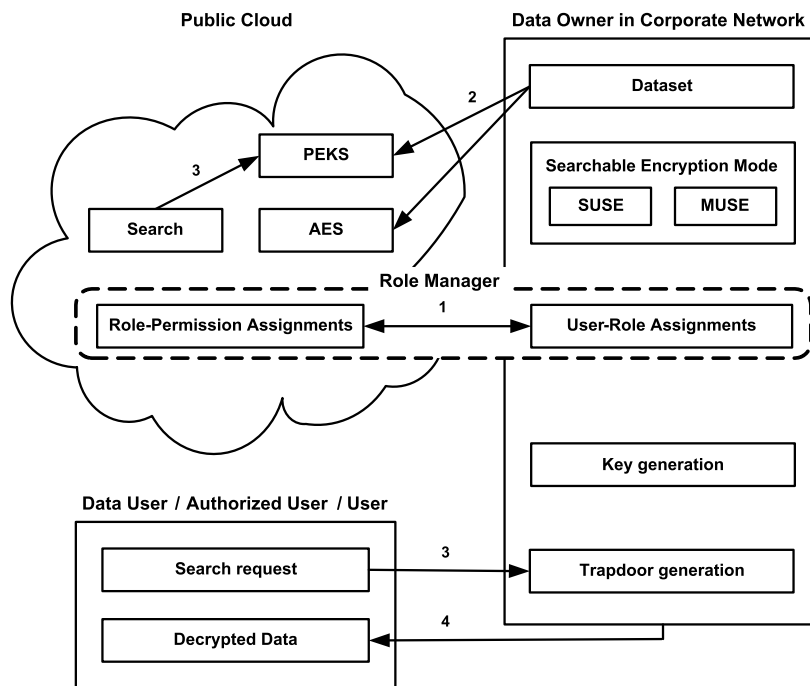 Public Cloud
Data Owner in Corporate Network
Dataset
2
PEKS
3
Searchable Encryption Mode
SUSE
MUSE
Search
AES
Role Manager
Role-Permission Assignments
1
User-Role Assignments
Key generation
Data User / Authorized User / User
Search request
3
Trapdoor generation
Decrypted Data
4